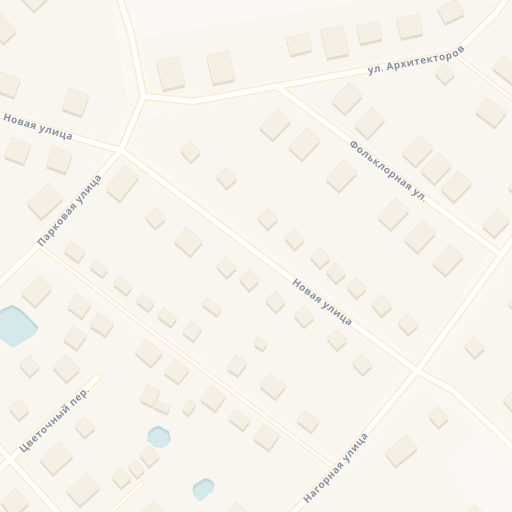 ул. Архитекторов
Новая улица
Фольклорная ул.
Парковая улица
Новая улица
Цветочный пер.
Нагорная улица